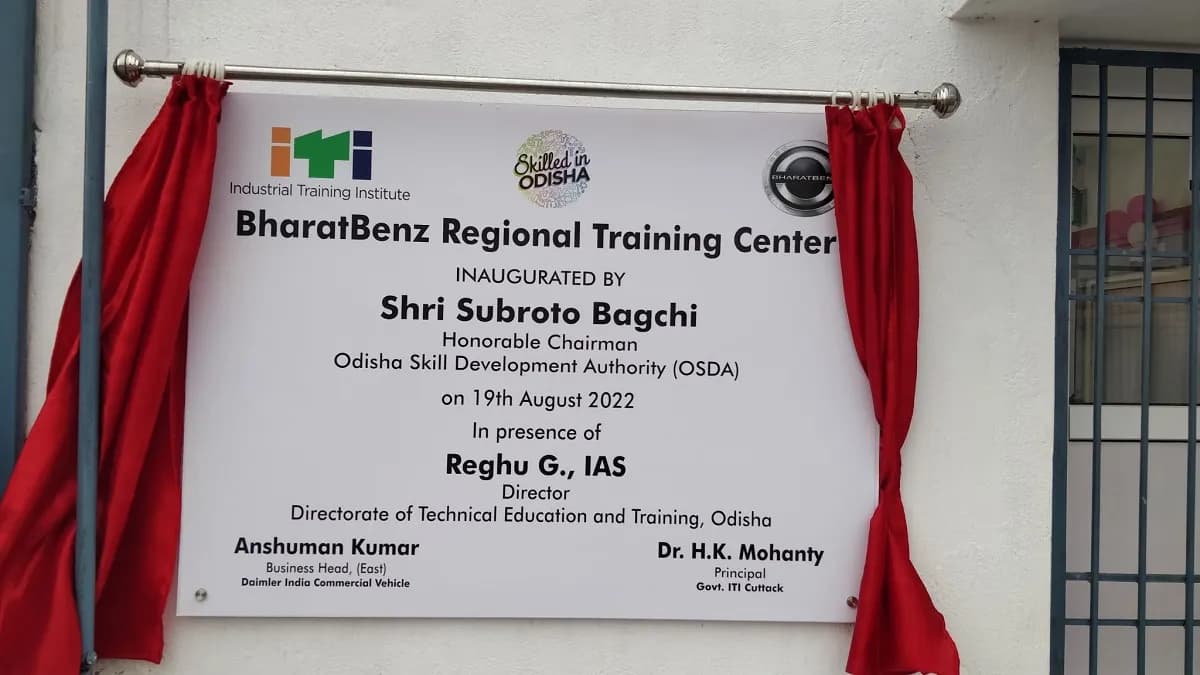 iTi
Industrial Training Institute
Skilled in
ODISHA
BHARATBEN
BharatBenz Regional Training Center
INAUGURATED BY
Shri Subroto Bagchi
Honorable Chairman
Odisha Skill Development Authority (OSDA)
on 19th August 2022
In presence of
Reghu G., IAS
Director
Directorate of Technical Education and Training, Odisha
Anshuman Kumar
Business Head, (East)
Daimler India Commercial Vehicle
Dr. H.K. Mohanty
Principal
Govt. ITI Cuttack